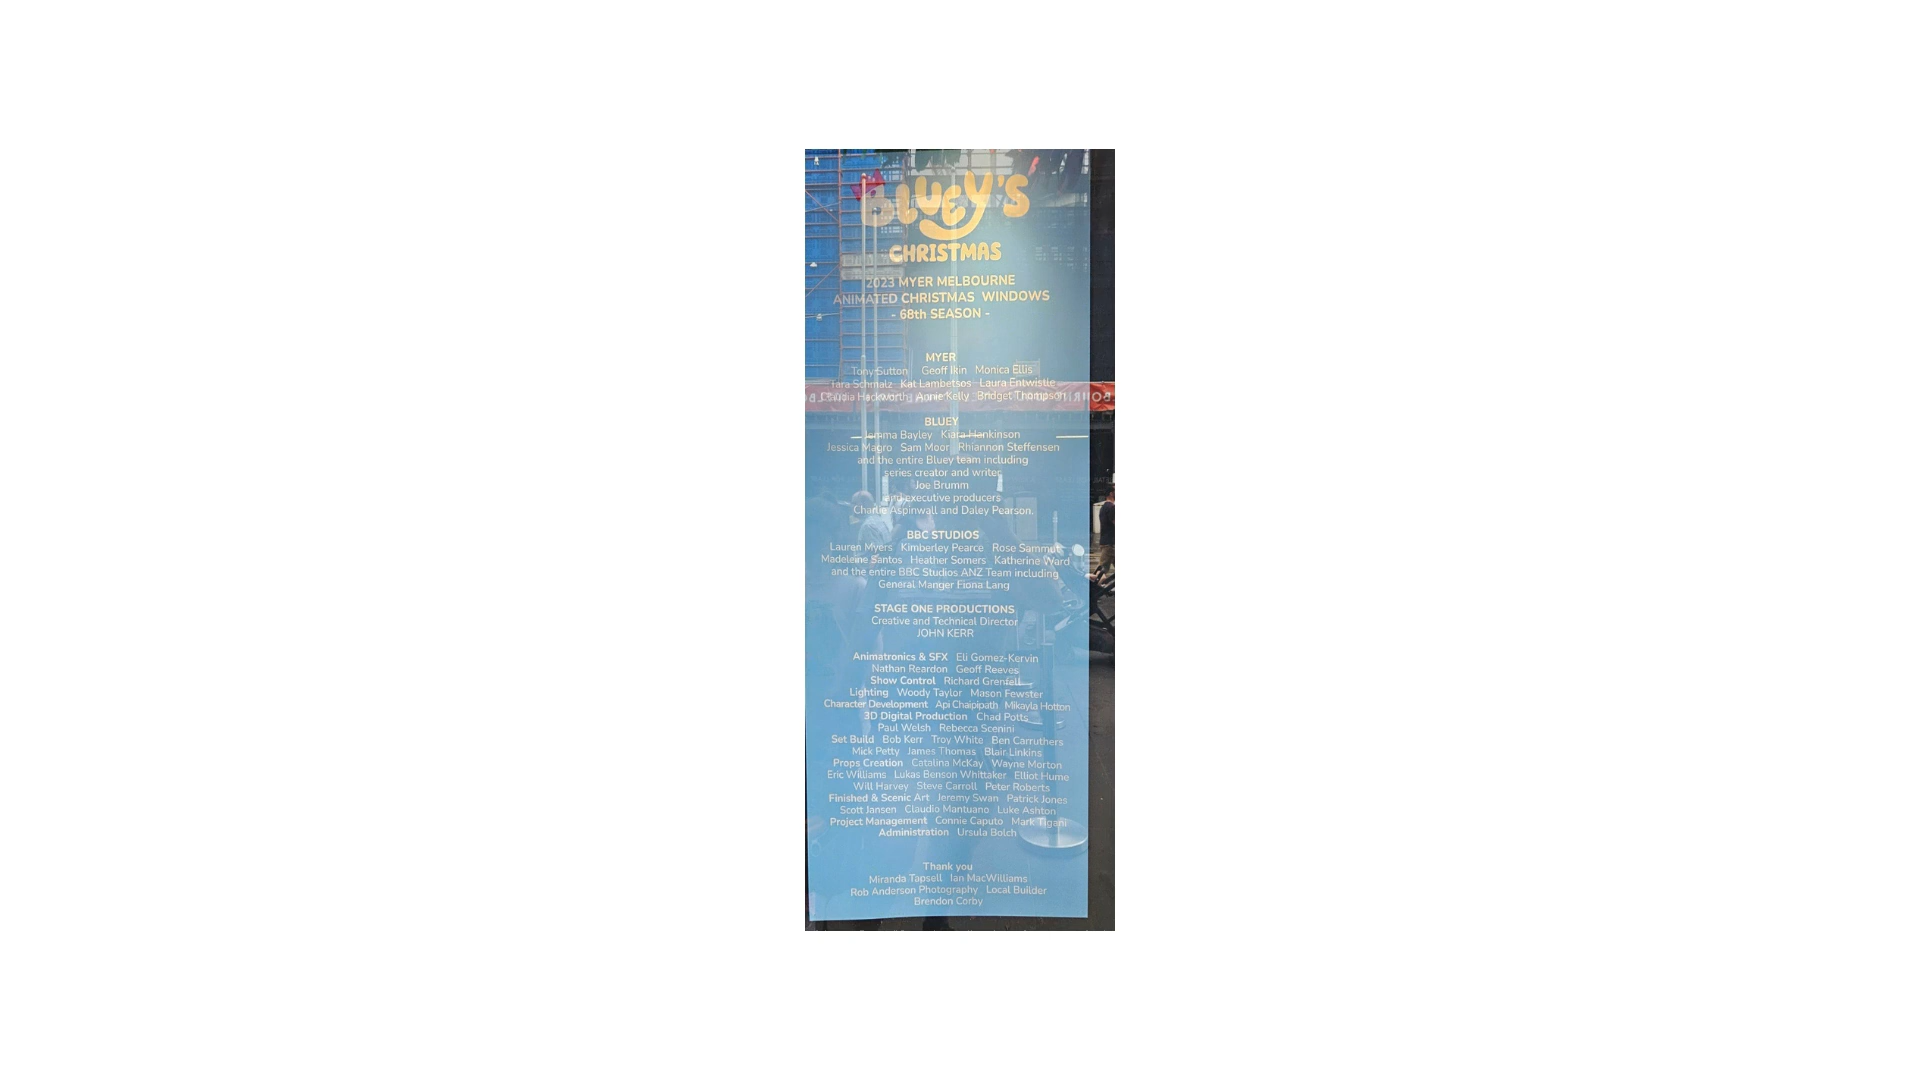 BLUEY'S
CHRISTMAS
2023 MYER MELBOURNE
ANIMATED CHRISTMAS WINDOWS
- 68th SEASON -
MYER
Tony Sutton Geoff Ikin Monica Ellis
Tara Schmalz Kat Lambetsos Laura Entwistle
Claudia Hackworth Annie Kelly Bridget Thompson
BLUEY
Jemma Bayley Kiara Hankinson
Jessica Magro Sam Moor Rhiannon Steffensen
and the entire Bluey team including
series creator and writer
Joe Brumm
and executive producers
Charlie Aspinwall and Daley Pearson.
BBC STUDIOS
Lauren Myers Kimberley Pearce Rose Sammut
Madeleine Santos Heather Somers Katherine Ward
and the entire BBC Studios ANZ Team including
General Manger Fiona Lang
STAGE ONE PRODUCTIONS
Creative and Technical Director
JOHN KERR
Animatronics & SFX Eli Gomez-Kervin
Nathan Reardon Geoff Reeves
Show Control Richard Grenfell
Lighting Woody Taylor Mason Fewster
Character Development Api Chaipipath Mikayla Hotton
3D Digital Production Chad Potts
Paul Welsh Rebecca Scenini
Set Build Bob Kerr Troy White Ben Carruthers
Mick Petty James Thomas Blair Linkins
Props Creation Catalina McKay Wayne Morton
Eric Williams Lukas Benson Whittaker Elliot Hume
Will Harvey Steve Carroll Peter Roberts
Finished & Scenic Art Jeremy Swan Patrick Jones
Scott Jansen Claudio Mantuano Luke Ashton
Project Management Connie Caputo Mark Tigani
Administration Ursula Bolch
Thank you
Miranda Tapsell Ian MacWilliams
Rob Anderson Photography Local Builder
Brendon Corby